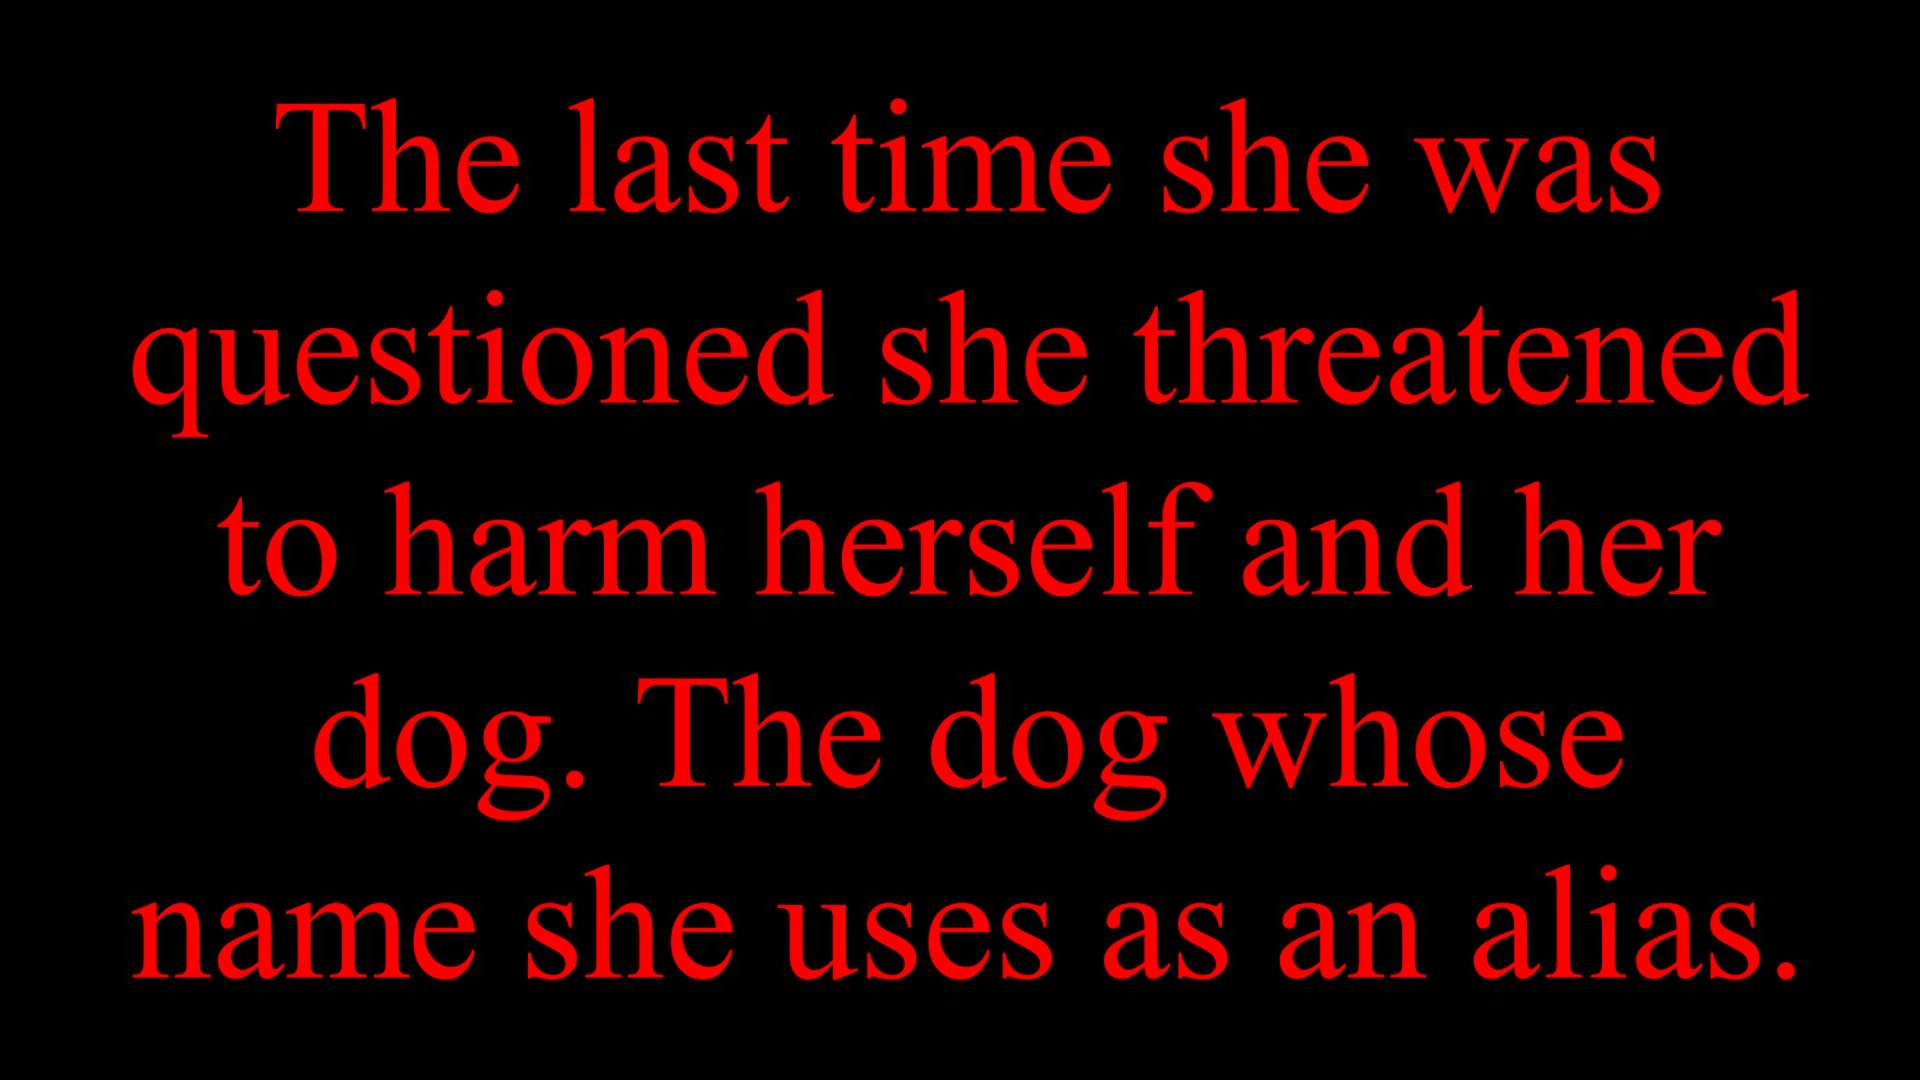 The last time she was
questioned she threatened
to harm herself and her
dog. The dog whose
name she uses as an alias.